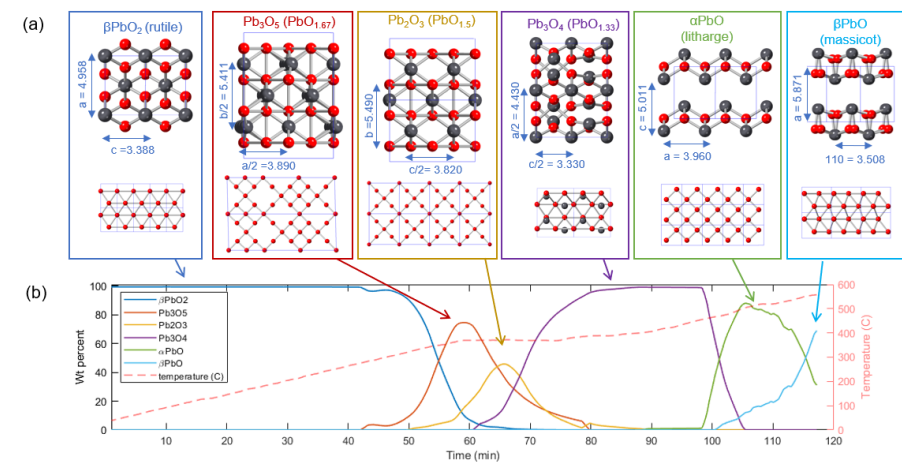 (a)
βPbO₂ (rutile)
a = 4.958
c = 3.388
Pb₃O₅ (PbO₁.₆₇)
b/2 = 5.411
a/2 =3.890
Pb₂O₃ (PbO₁.₅)
b = 5.490
c/2 = 3.820
Pb₃O₄ (PbO₁.₃₃)
a/2 = 4.430
c/2 = 3.330
αPbO
(litharge)
c = 5.011
a = 3.960
βPbO
(massicot)
a = 5.871
110 = 3.508
(b)
100
80
60
40
20
0
Wt percent
βPbO2
Pb3O5
Pb2O3
Pb3O4
αPbO
βPbO
temperature (C)
10 20 30 40 50 60 70 80 90 100 110 120
Time (min)
600
500
400
300
200
100
0
Temperature (C)